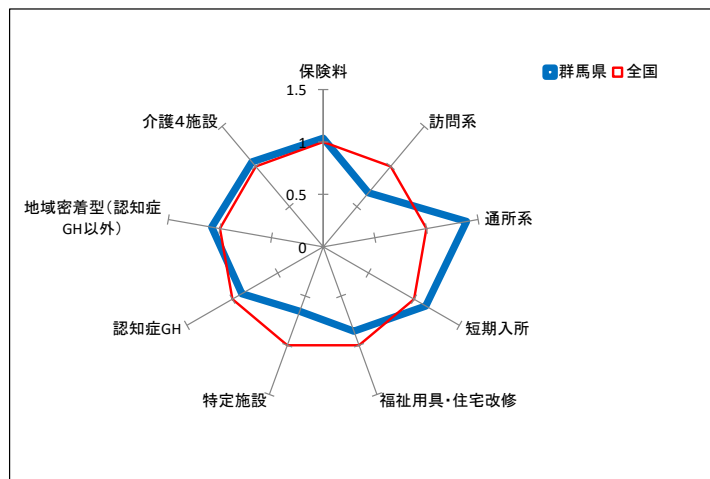 保険料
群馬県 全国
1.5
介護４施設
訪問系
1
地域密着型（認知症
GH以外）
0.5
通所系
0
認知症GH
短期入所
特定施設
福祉用具・住宅改修